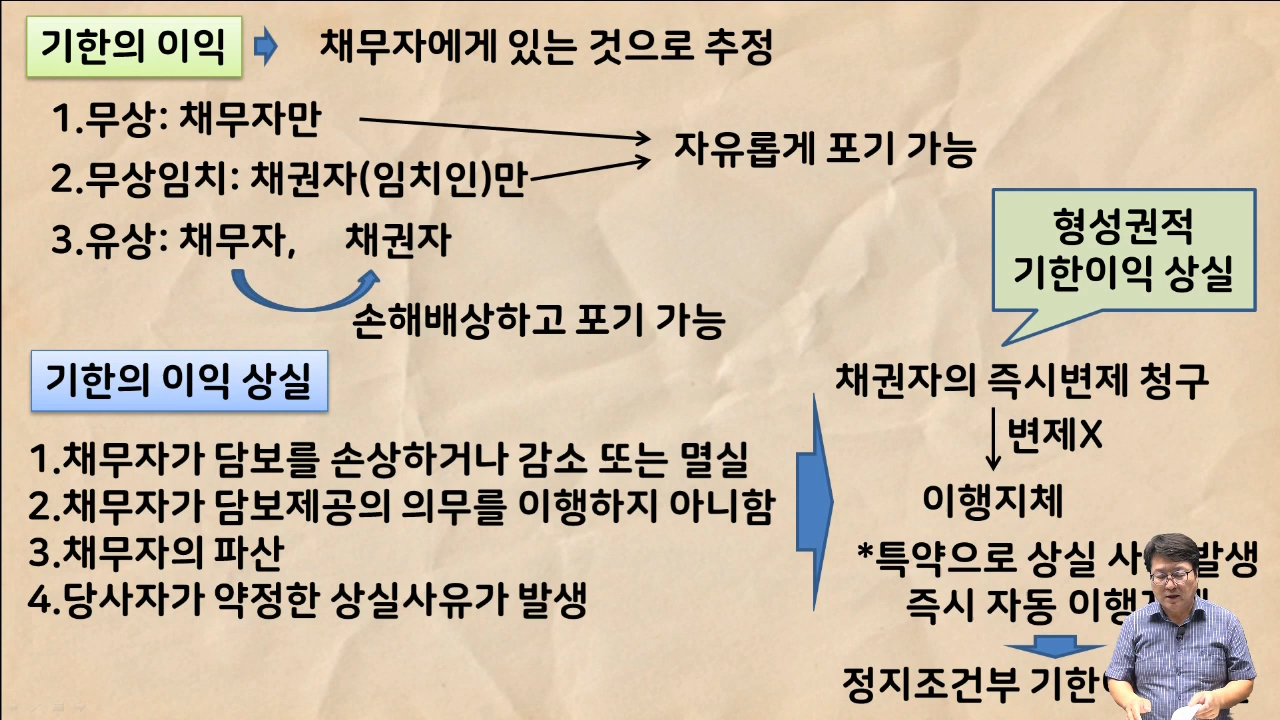 기한의 이익
채무자에게 있는 것으로 추정
1.무상: 채무자만
2.무상임치: 채권자(임치인)만
자유롭게 포기 가능
3.유상: 채무자, 채권자
손해배상하고 포기 가능
형성권적
기한이익 상실
기한의 이익 상실
1.채무자가 담보를 손상하거나 감소 또는 멸실
2.채무자가 담보제공의 의무를 이행하지 아니함
3.채무자의 파산
4.당사자가 약정한 상실사유가 발생
채권자의 즉시변제 청구
변제X
이행지체
*특약으로 상실 발생
즉시 자동
정지조건부